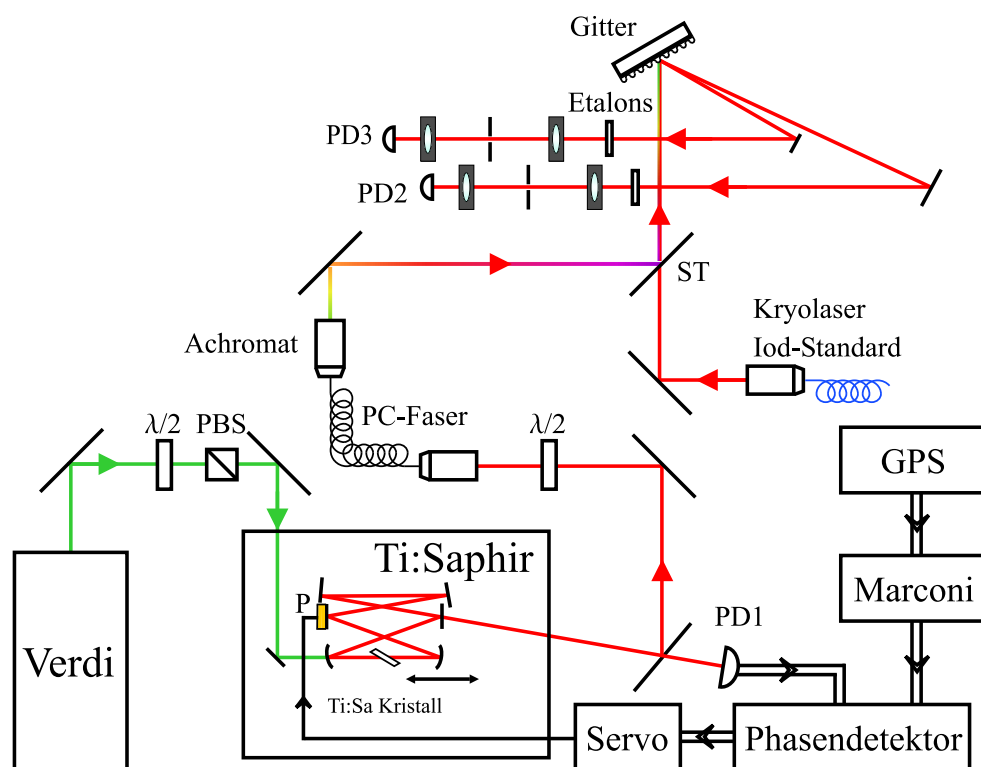 Gitter
Etalons
PD3
PD2
ST
Kryolaser
Iod-Standard
Achromat
PC-Faser
λ/2
PBS
λ/2
GPS
Ti:Saphir
Marconi
P
PD1
Verdi
Ti:Sa Kristall
Servo
Phasendetektor